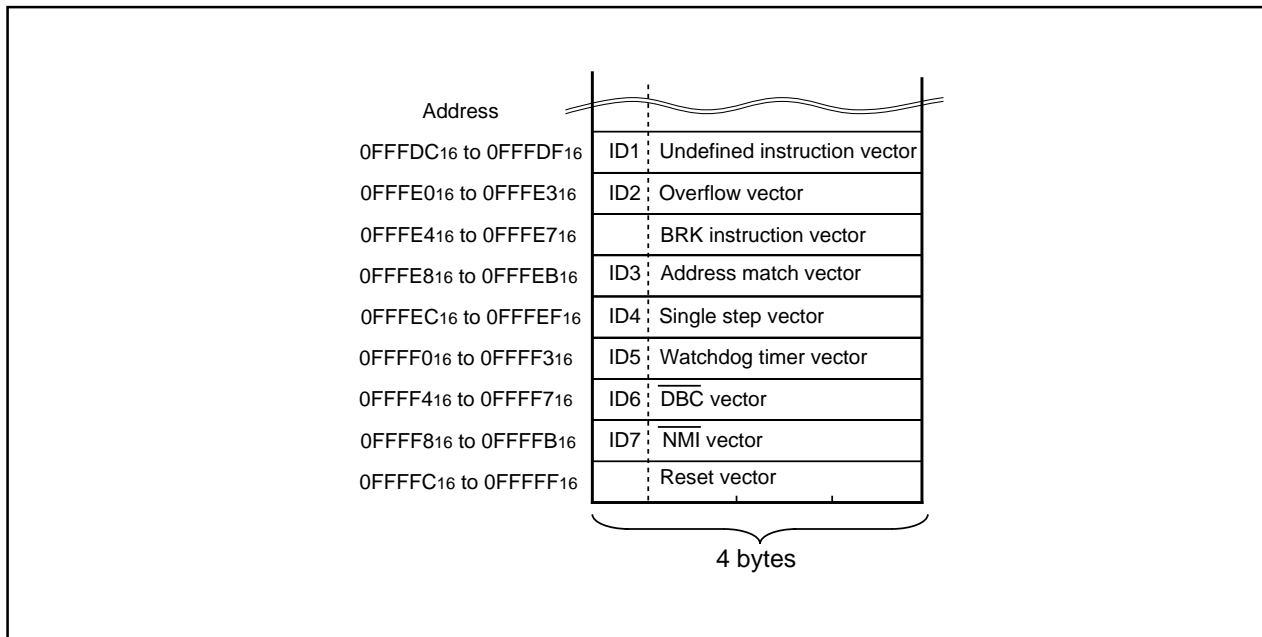 Address
0FFFDC16 to 0FFFDF16 ID1 Undefined instruction vector
0FFFE016 to 0FFFE316 ID2 Overflow vector
0FFFE416 to 0FFFE716 BRK instruction vector
0FFFE816 to 0FFFEB16 ID3 Address match vector
0FFFEC16 to 0FFFEF16 ID4 Single step vector
0FFFF016 to 0FFFF316 ID5 Watchdog timer vector
0FFFF416 to 0FFFF716 ID6 D̅B̅C̅ vector
0FFFF816 to 0FFFFB16 ID7 N̅M̅I̅ vector
0FFFFC16 to 0FFFFF16 Reset vector
4 bytes